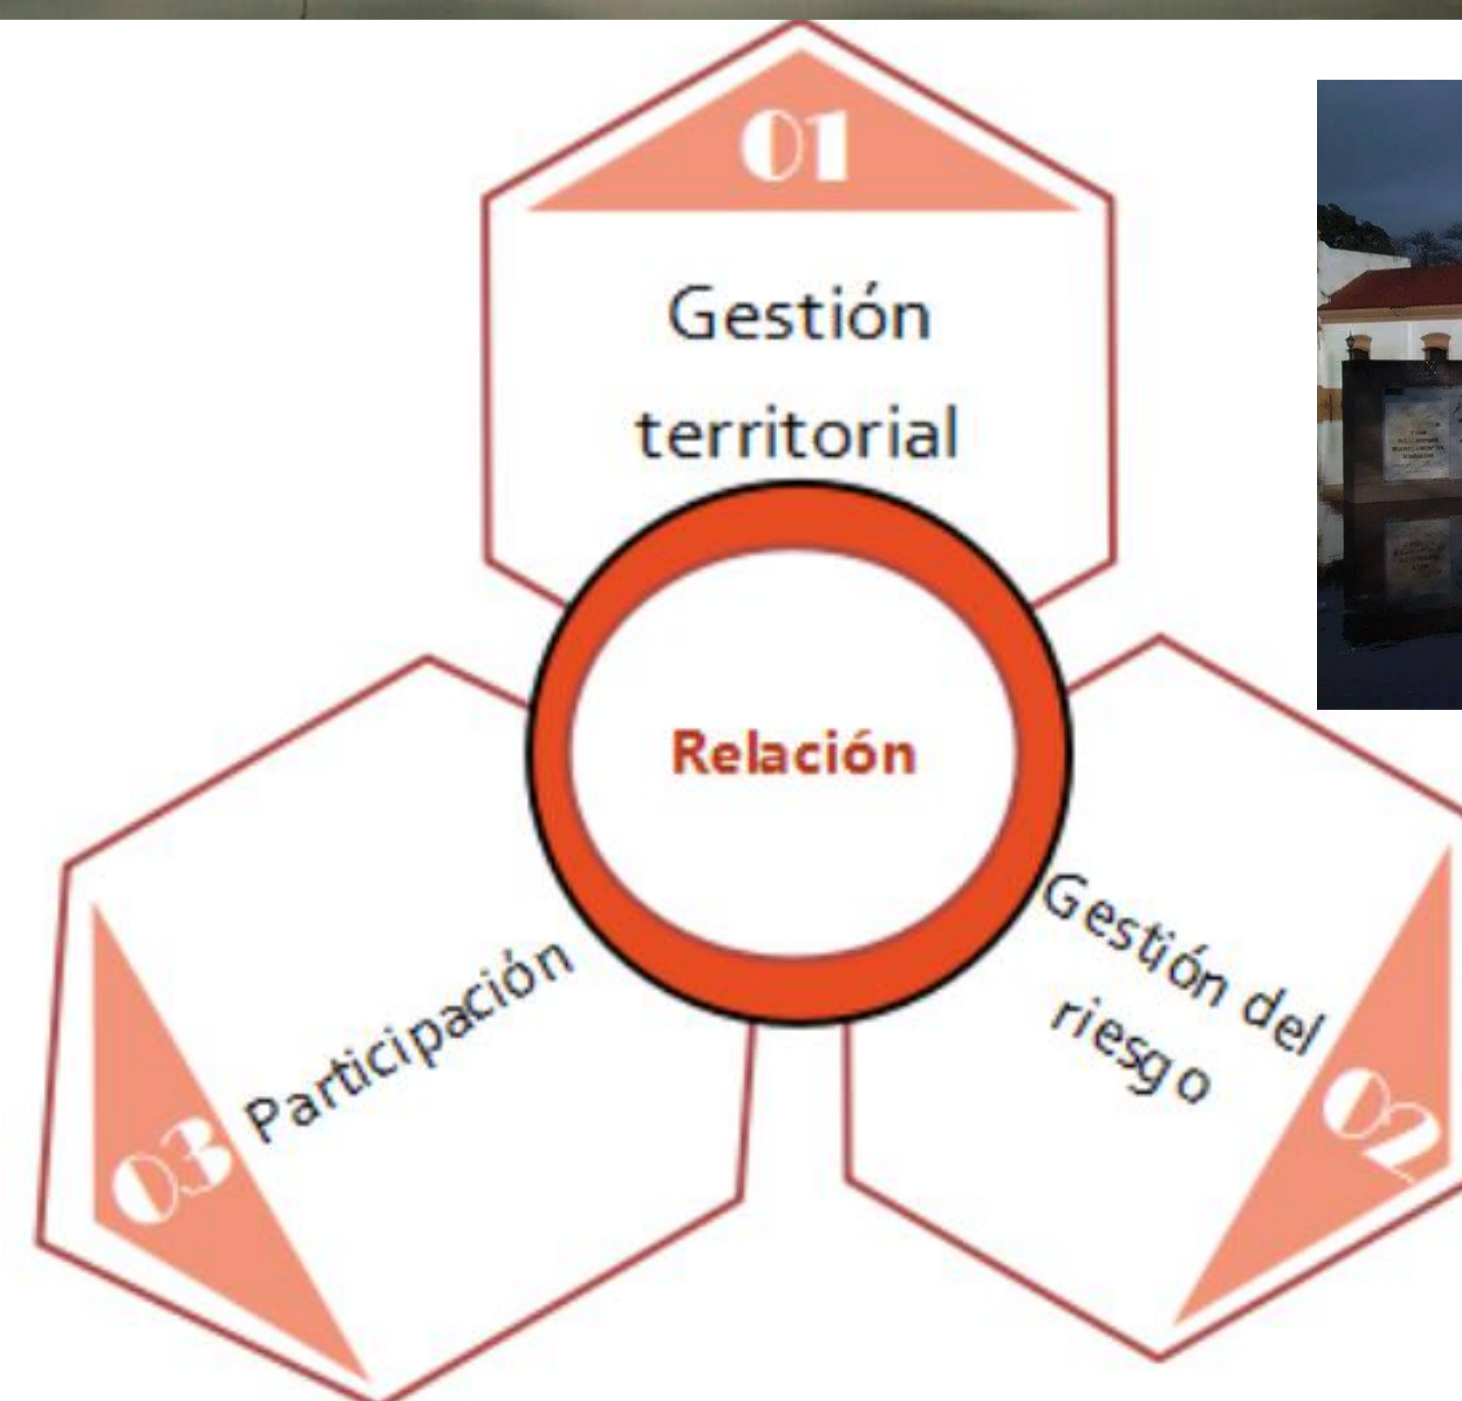 01
Gestión
territorial
Relación
Gestión del
riesgo
02
Participación
03